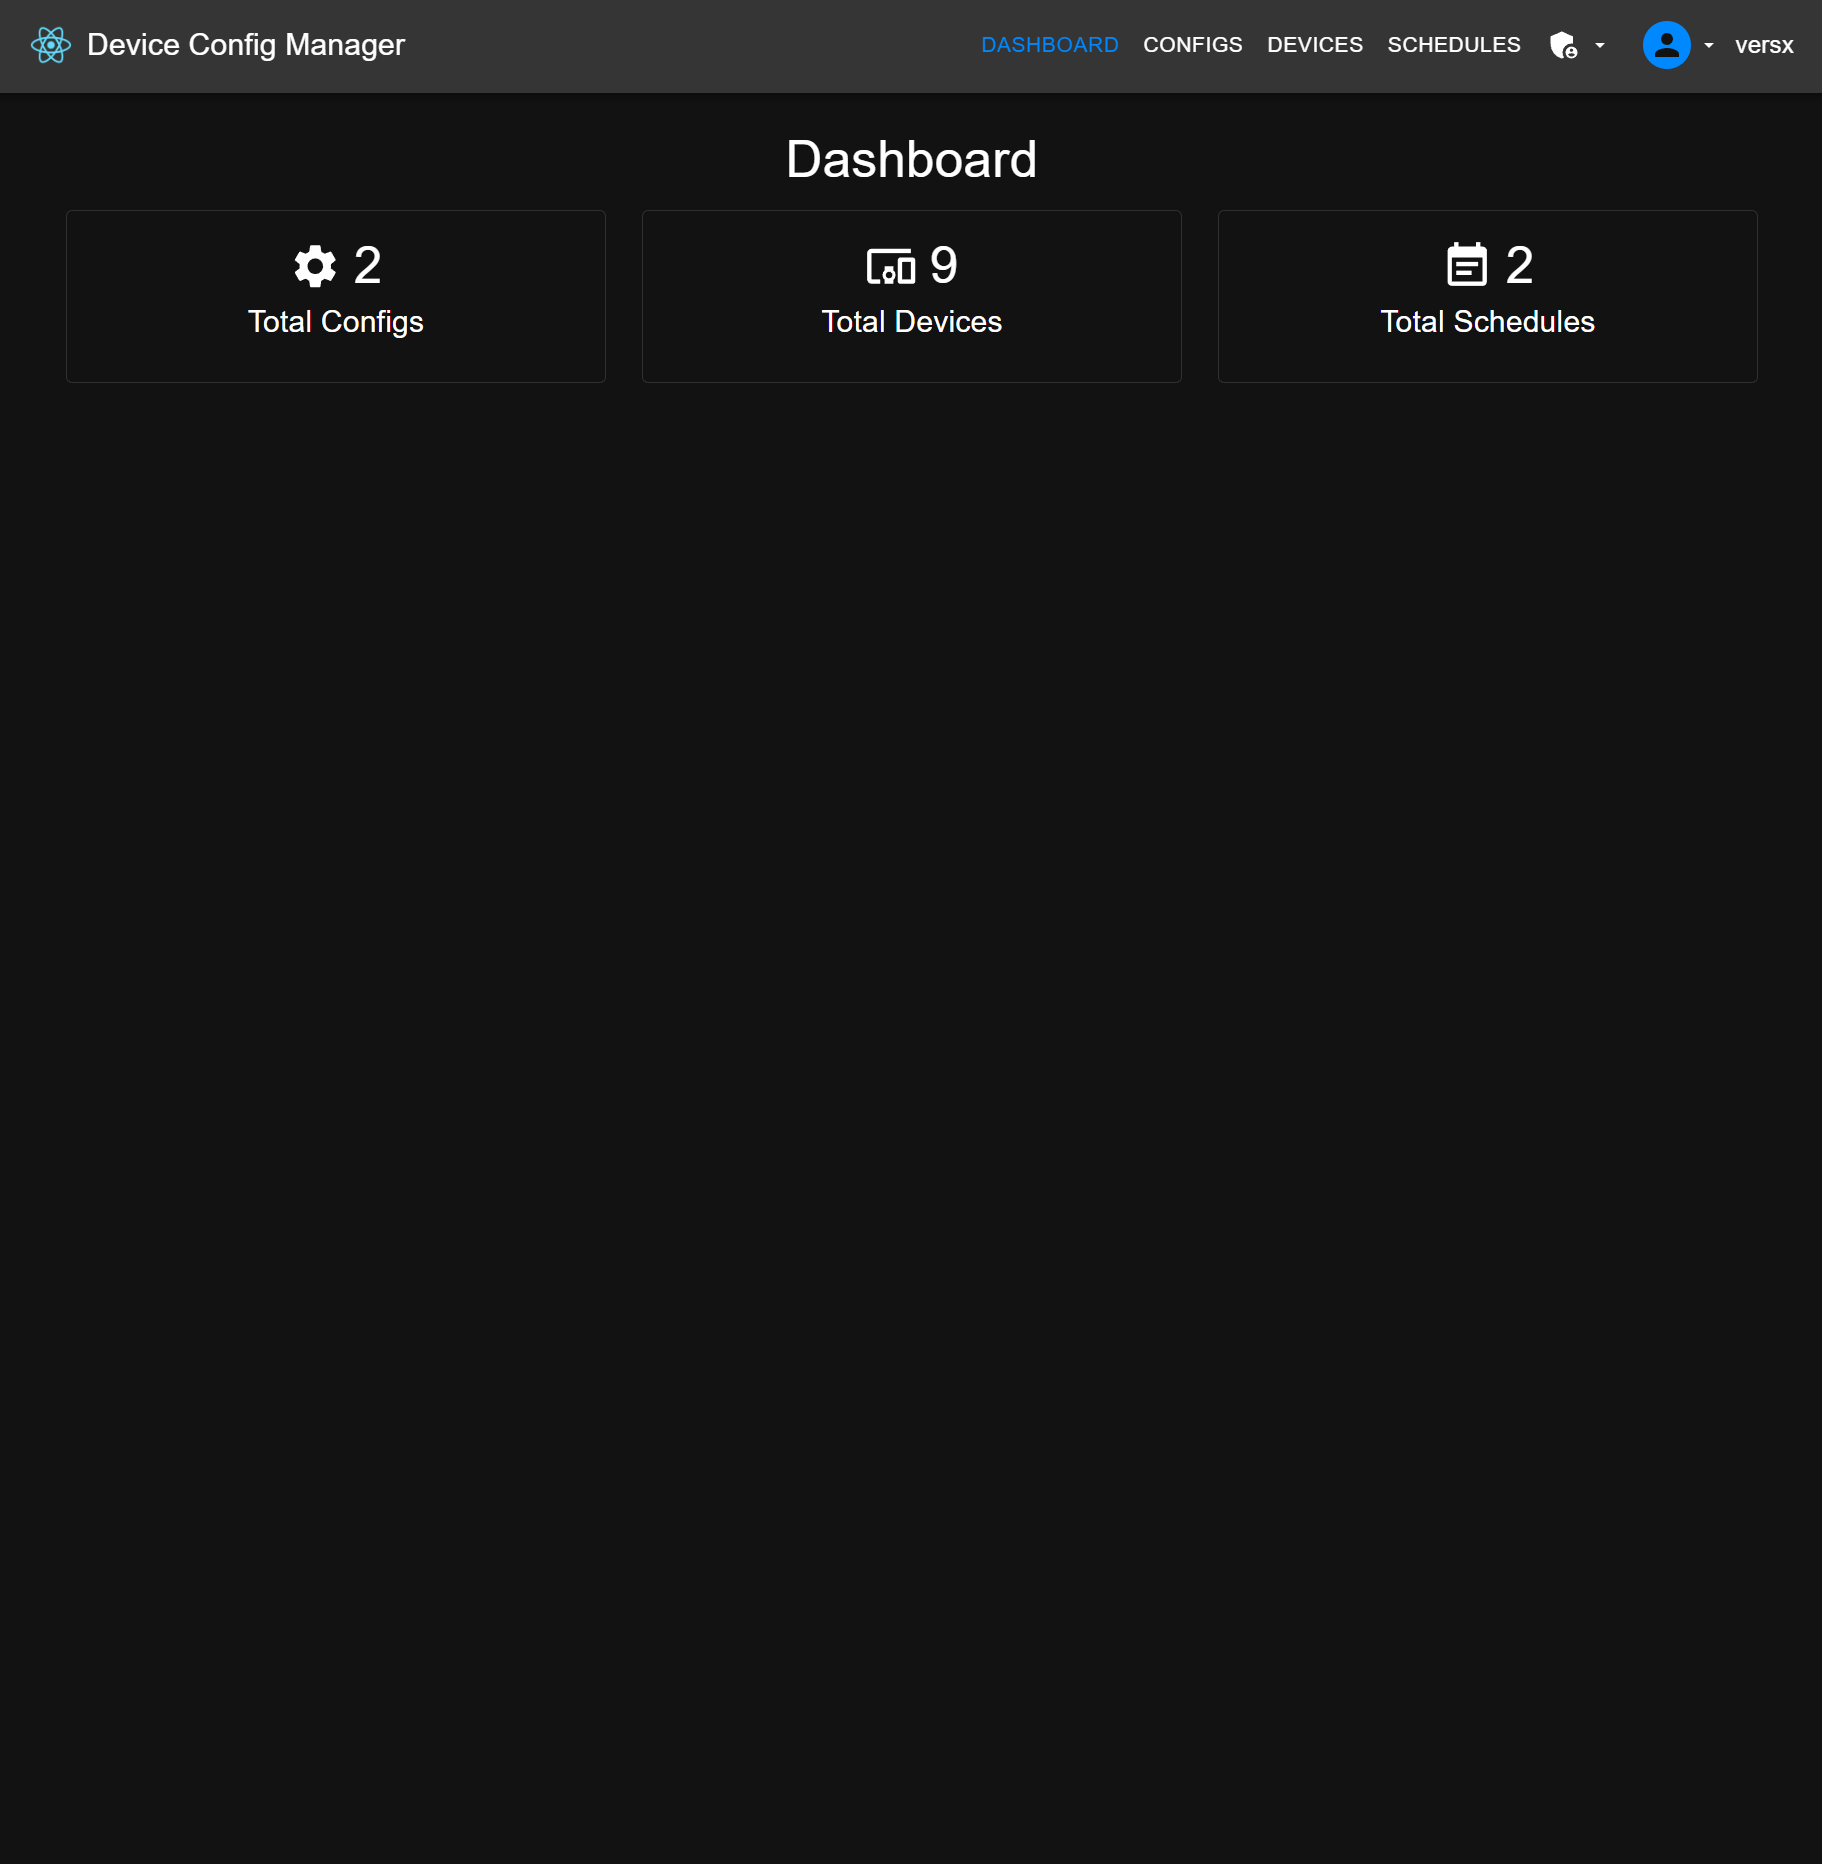 Device Config Manager
DASHBOARD CONFIGS DEVICES SCHEDULES versx
Dashboard
2
Total Configs
9
Total Devices
2
Total Schedules